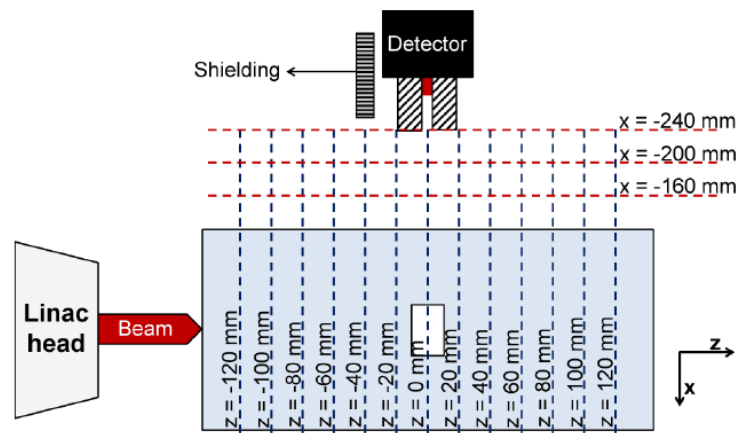 Detector
Shielding
x = -240 mm
x = -200 mm
x = -160 mm
Linac
head
Beam
z = -120 mm
z = -100 mm
z = -80 mm
z = -60 mm
z = -40 mm
z = -20 mm
z = 0 mm
z = 20 mm
z = 40 mm
z = 60 mm
z = 80 mm
z = 100 mm
z = 120 mm
z
x